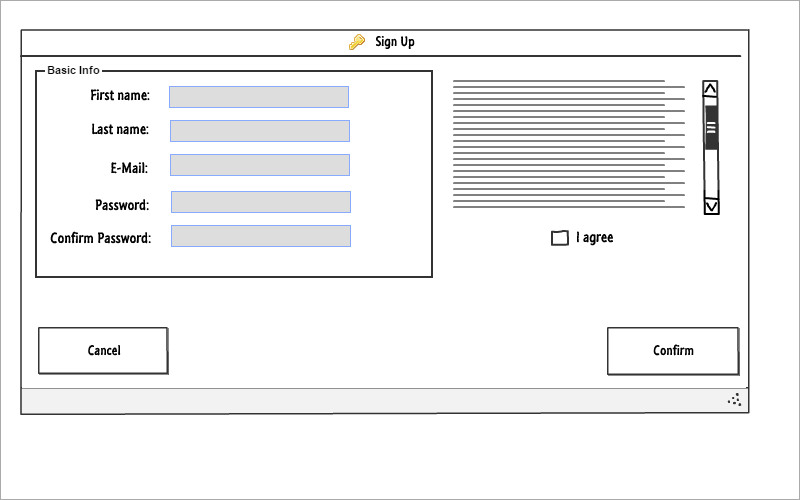 Sign Up
Basic Info
First name:
Last name:
E-Mail:
Password:
Confirm Password:
I agree
Cancel
Confirm